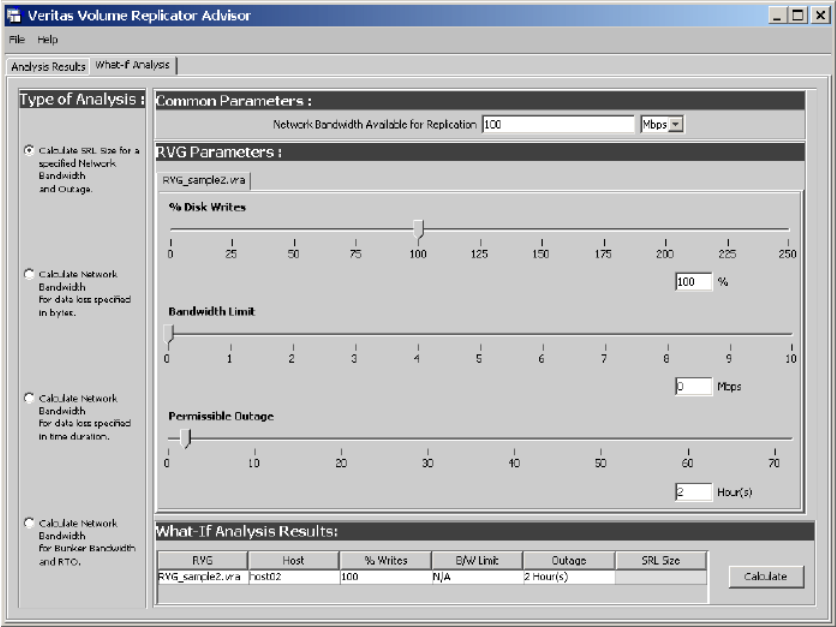 Veritas Volume Replicator Advisor
File Help
Analysis Results What-if Analysis
Type of Analysis :
Calculate SRL Size for a
specified Network
Bandwidth
and Outage.
Calculate Network
Bandwidth
for data loss specified
in bytes.
Calculate Network
Bandwidth
for data loss specified
in time duration.
Calculate Network
Bandwidth
for Bunker Bandwidth
and RTO.
Common Parameters :
Network Bandwidth Available for Replication 100 Mbps
RVG Parameters :
RVG_sample2.vra
% Disk Writes
0 25 50 75 100 125 150 175 200 225 250
100 %
Bandwidth Limit
0 1 2 3 4 5 6 7 8 9 10
0 Mbps
Permissible Outage
0 10 20 30 40 50 60 70
2 Hour(s)
What-If Analysis Results:
RVG Host % Writes B/W Limit Outage SRL Size
RVG_sample2.vra host02 100 N/A 2 Hour(s)
Calculate